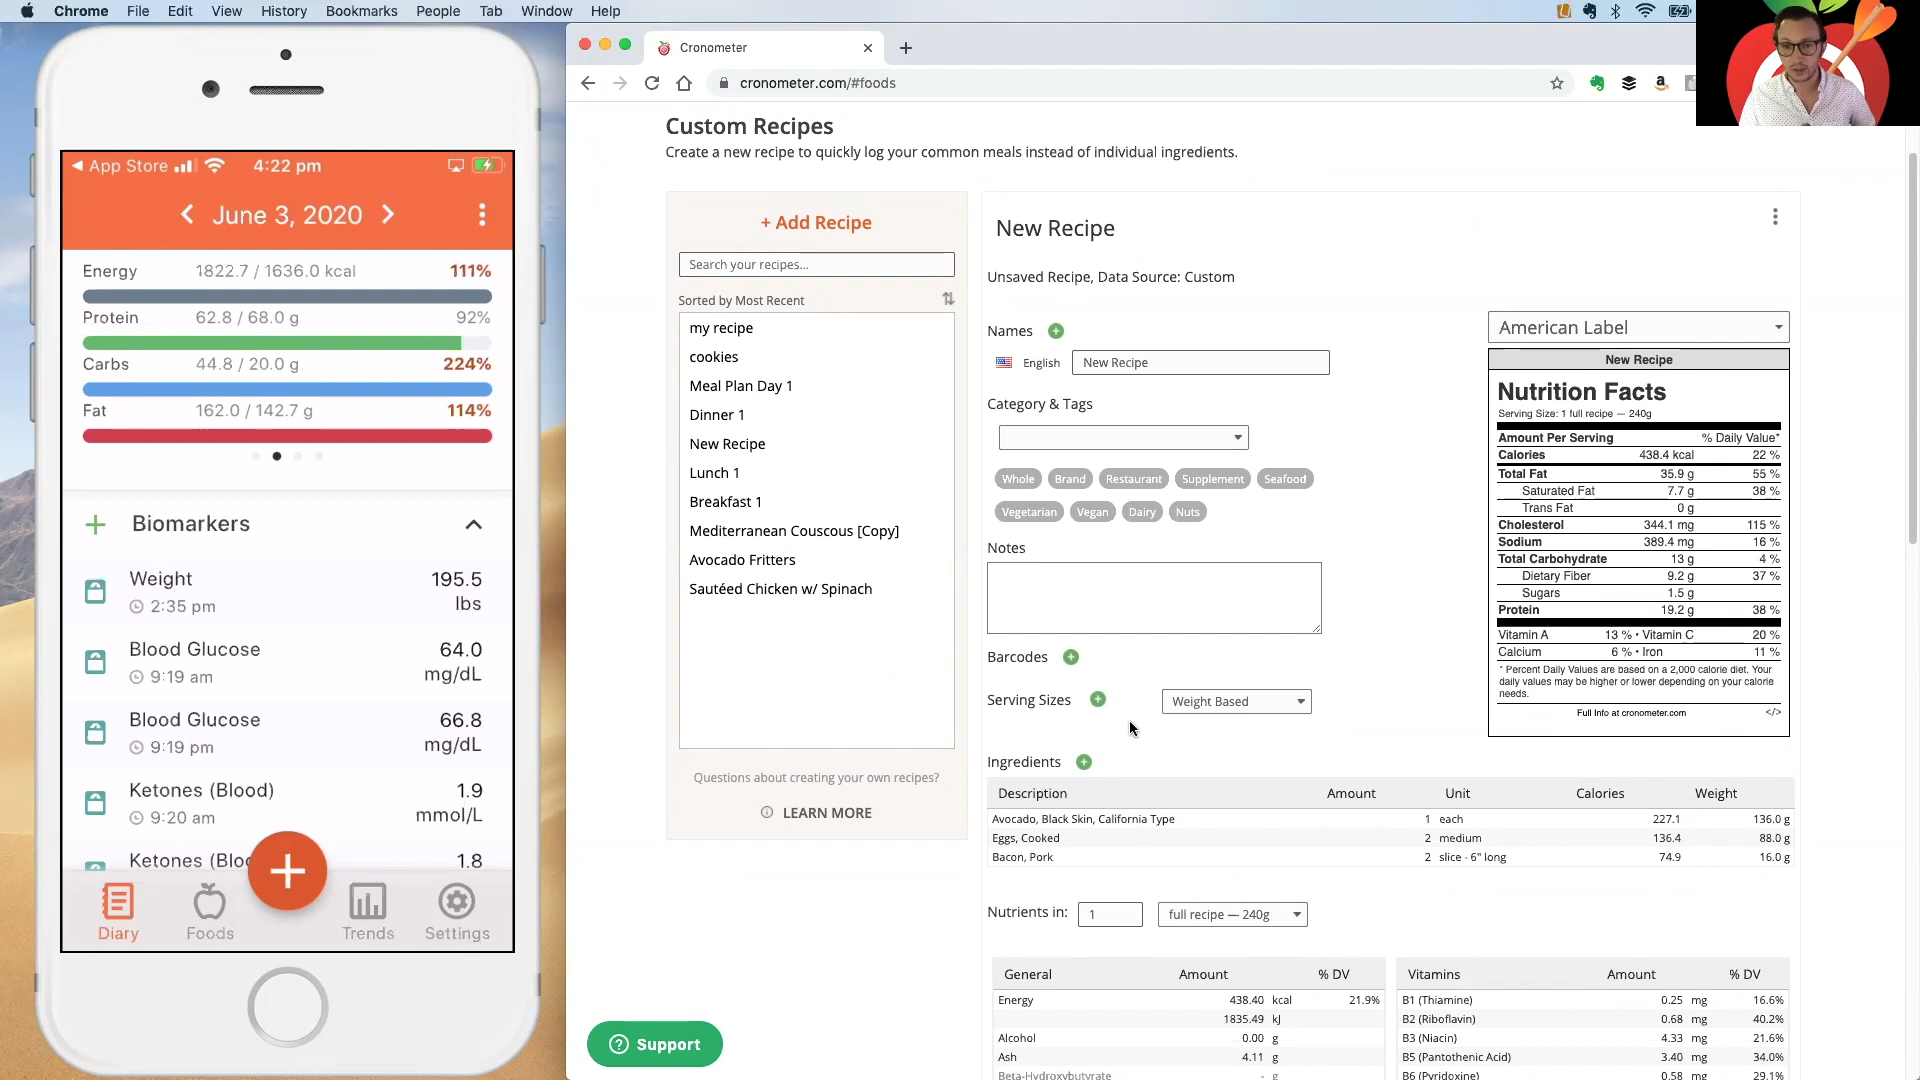 Chrome File Edit View History Bookmarks People Tab Window Help
App Store 4:22 pm
June 3, 2020
Energy 1822.7 / 1636.0 kcal 111%
Protein 62.8 / 68.0 g 92%
Carbs 44.8 / 20.0 g 224%
Fat 162.0 / 142.7 g 114%
+ Biomarkers
Weight 195.5
2:35 pm lbs
Blood Glucose 64.0
9:19 am mg/dL
Blood Glucose 66.8
9:19 pm mg/dL
Ketones (Blood) 1.9
9:20 am mmol/L
Ketones (Bloo 1.8
+
Diary Foods Trends Settings
Cronometer
cronometer.com/#foods
Custom Recipes
Create a new recipe to quickly log your common meals instead of individual ingredients.
+ Add Recipe
Search your recipes...
Sorted by Most Recent
my recipe
cookies
Meal Plan Day 1
Dinner 1
New Recipe
Lunch 1
Breakfast 1
Mediterranean Couscous [Copy]
Avocado Fritters
Sautéed Chicken w/ Spinach
Questions about creating your own recipes?
LEARN MORE
Support
New Recipe
Unsaved Recipe, Data Source: Custom
Names
English New Recipe
Category & Tags
Whole Brand Restaurant Supplement Seafood
Vegetarian Vegan Dairy Nuts
Notes
Barcodes
Serving Sizes Weight Based
American Label
New Recipe
Nutrition Facts
Serving Size: 1 full recipe — 240g
Amount Per Serving % Daily Value*
Calories 438.4 kcal 22 %
Total Fat 35.9 g 55 %
Saturated Fat 7.7 g 38 %
Trans Fat 0 g
Cholesterol 344.1 mg 115 %
Sodium 389.4 mg 16 %
Total Carbohydrate 13 g 4 %
Dietary Fiber 9.2 g 37 %
Sugars 1.5 g
Protein 19.2 g 38 %
Vitamin A 13 % • Vitamin C 20 %
Calcium 6 % • Iron 11 %
* Percent Daily Values are based on a 2,000 calorie diet. Your
daily values may be higher or lower depending on your calorie
needs.
Full Info at cronometer.com </>
Ingredients
Description Amount Unit Calories Weight
Avocado, Black Skin, California Type 1 each 227.1 136.0 g
Eggs, Cooked 2 medium 136.4 88.0 g
Bacon, Pork 2 slice - 6" long 74.9 16.0 g
Nutrients in: 1 full recipe — 240g
General Amount % DV
Energy 438.40 kcal 21.9%
1835.49 kJ
Alcohol 0.00 g
Ash 4.11 g
Beta-Hydroxybutyrate - g
Vitamins Amount % DV
B1 (Thiamine) 0.25 mg 16.6%
B2 (Riboflavin) 0.68 mg 40.2%
B3 (Niacin) 4.33 mg 21.6%
B5 (Pantothenic Acid) 3.40 mg 34.0%
B6 (Pyridoxine) 0.58 mg 29.1%